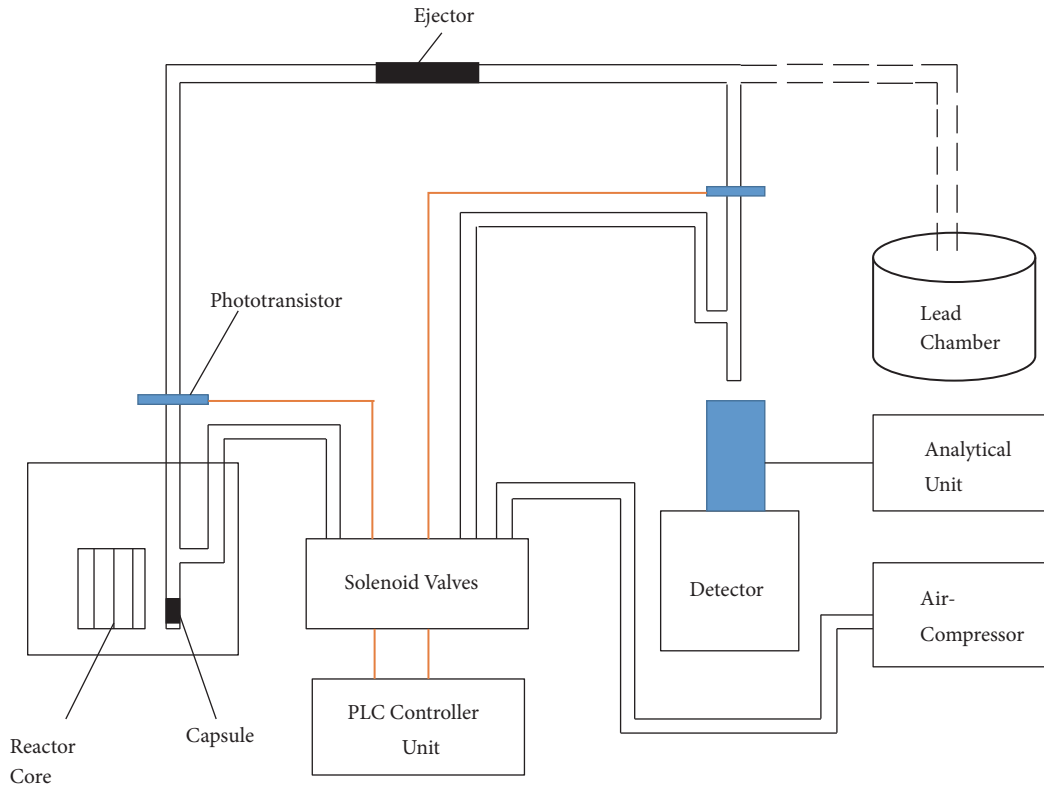 Ejector
Phototransistor
Lead
Chamber
Analytical
Unit
Solenoid Valves
Detector
Air-
Compressor
PLC Controller
Unit
Capsule
Reactor
Core